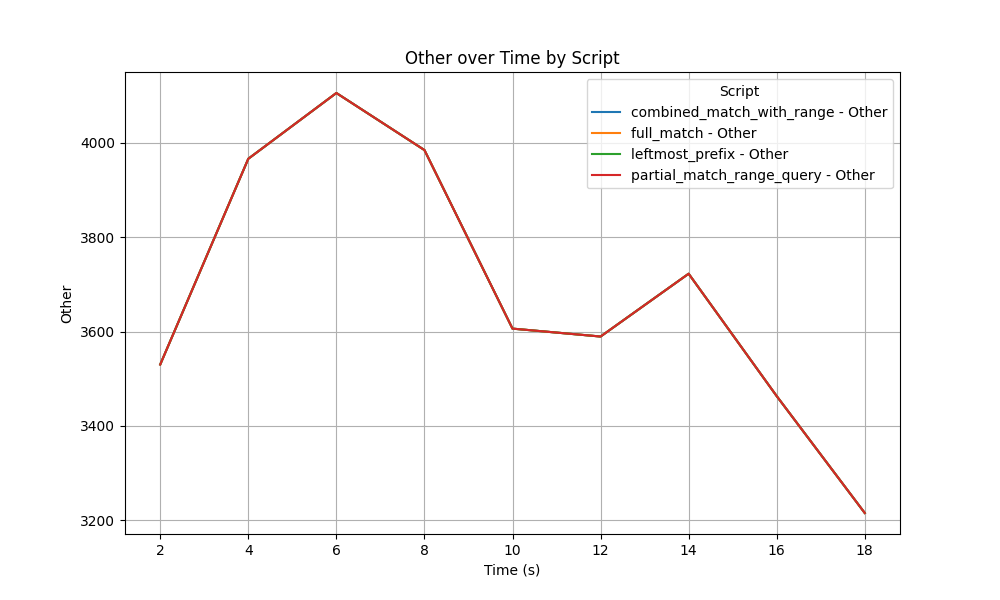 Other over Time by Script
Script
combined_match_with_range - Other
full_match - Other
leftmost_prefix - Other
partial_match_range_query - Other
Other
4000
3800
3600
3400
3200
2 4 6 8 10 12 14 16 18
Time (s)